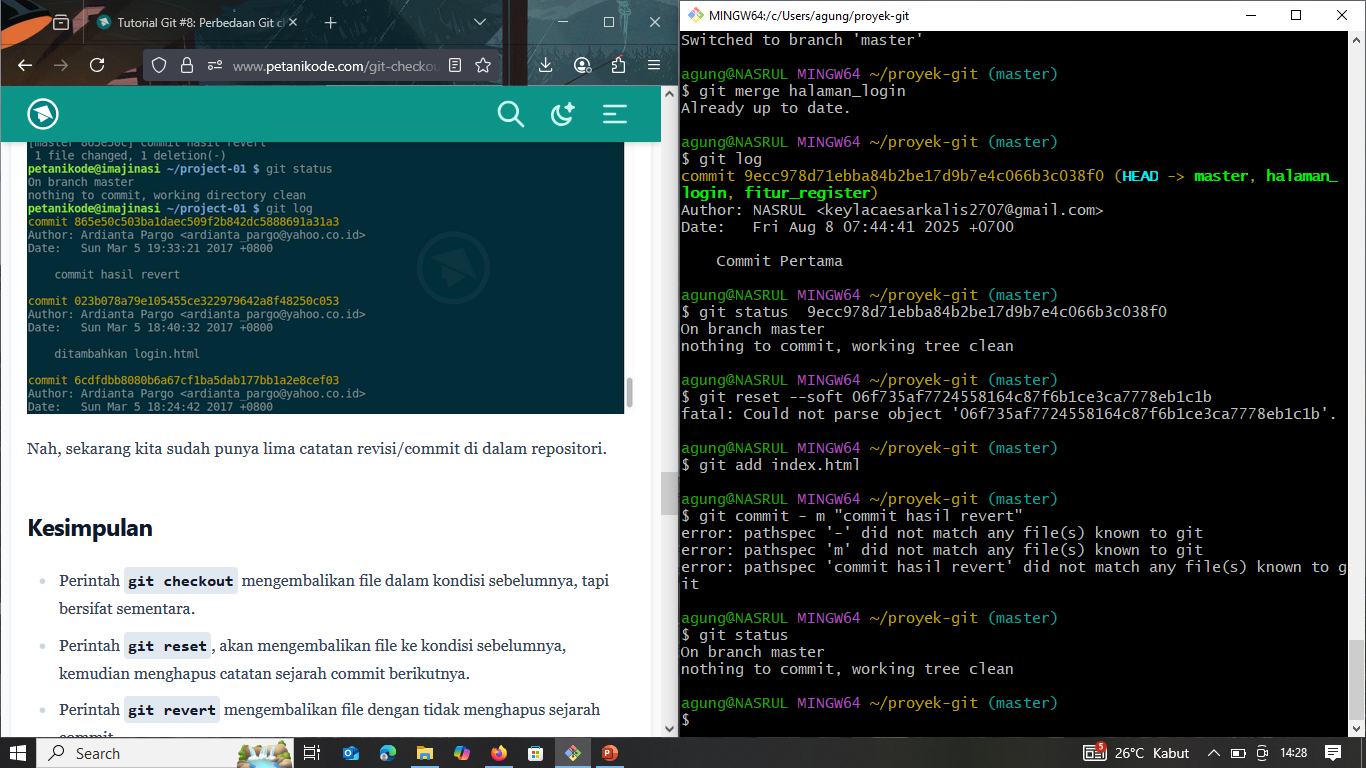 Tutorial Git #8: Perbedaan Git c
www.petanikode.com/git-checkou
[master 865e50c] commit hasil revert
1 file changed, 1 deletion(-)
petanikode@imajinasi ~/project-01 $ git status
On branch master
nothing to commit, working directory clean
petanikode@imajinasi ~/project-01 $ git log
commit 865e50c503ba1daec509f2b842dc5888691a31a3
Author: Ardianta Pargo <ardianta_pargo@yahoo.co.id>
Date:   Sun Mar 5 19:33:21 2017 +0800
commit hasil revert
commit 023b078a79e105455ce322979642a8f48250c053
Author: Ardianta Pargo <ardianta_pargo@yahoo.co.id>
Date:   Sun Mar 5 18:40:32 2017 +0800
ditambahkan login.html
commit 6cdfdbb8080b6a67cf1ba5dab177bb1a2e8cef03
Author: Ardianta Pargo <ardianta_pargo@yahoo.co.id>
Date:   Sun Mar 5 18:24:42 2017 +0800
Nah, sekarang kita sudah punya lima catatan revisi/commit di dalam repositori.
Kesimpulan
Perintah git checkout mengembalikan file dalam kondisi sebelumnya, tapi
bersifat sementara.
Perintah git reset, akan mengembalikan file ke kondisi sebelumnya,
kemudian menghapus catatan sejarah commit berikutnya.
Perintah git revert mengembalikan file dengan tidak menghapus sejarah
commit.
MINGW64:/c/Users/agung/proyek-git
Switched to branch 'master'
agung@NASRUL MINGW64 ~/proyek-git (master)
$ git merge halaman_login
Already up to date.
agung@NASRUL MINGW64 ~/proyek-git (master)
$ git log
commit 9ecc978d71ebba84b2be17d9b7e4c066b3c038f0 (HEAD -> master, halaman_
login, fitur_register)
Author: NASRUL <keylacaesarkalis2707@gmail.com>
Date:   Fri Aug 8 07:44:41 2025 +0700
Commit Pertama
agung@NASRUL MINGW64 ~/proyek-git (master)
$ git status  9ecc978d71ebba84b2be17d9b7e4c066b3c038f0
On branch master
nothing to commit, working tree clean
agung@NASRUL MINGW64 ~/proyek-git (master)
$ git reset --soft 06f735af7724558164c87f6b1ce3ca7778eb1c1b
fatal: Could not parse object '06f735af7724558164c87f6b1ce3ca7778eb1c1b'.
agung@NASRUL MINGW64 ~/proyek-git (master)
$ git add index.html
agung@NASRUL MINGW64 ~/proyek-git (master)
$ git commit - m "commit hasil revert"
error: pathspec '-' did not match any file(s) known to git
error: pathspec 'm' did not match any file(s) known to git
error: pathspec 'commit hasil revert' did not match any file(s) known to g
it
agung@NASRUL MINGW64 ~/proyek-git (master)
$ git status
On branch master
nothing to commit, working tree clean
agung@NASRUL MINGW64 ~/proyek-git (master)
$
Search
5
26°C Kabut
14:28